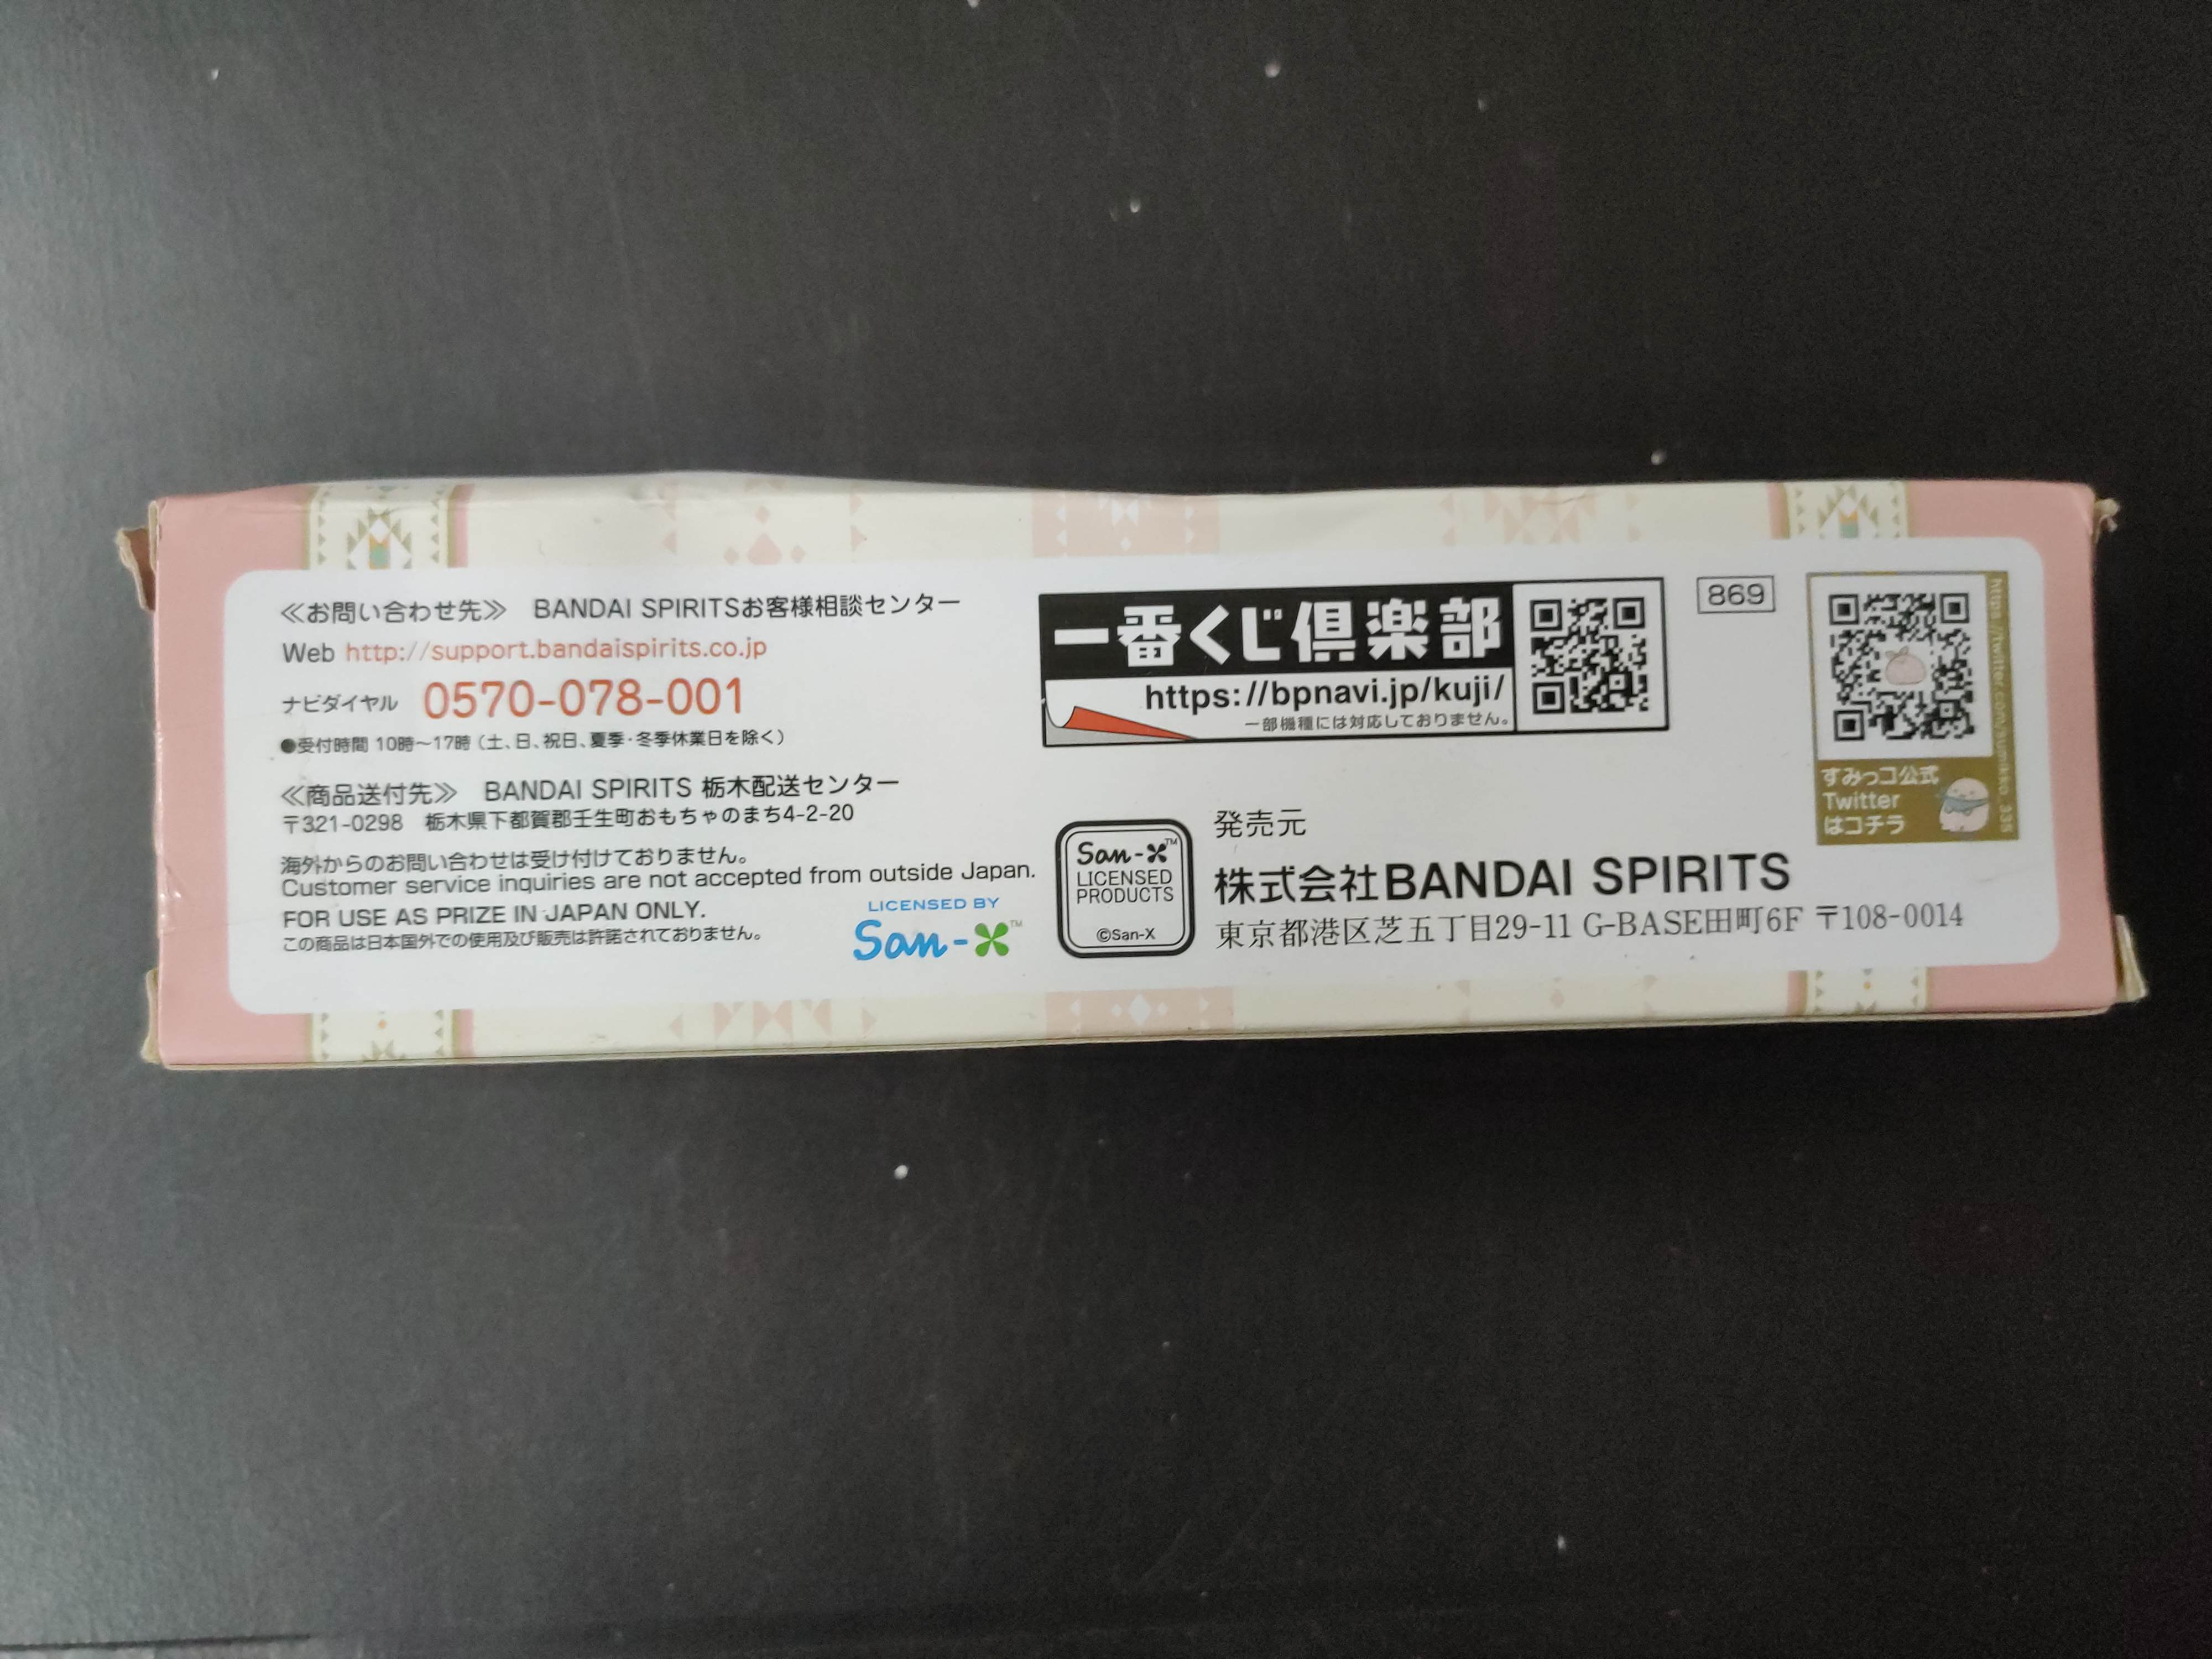 ≪お問い合わせ先≫ BANDAI SPIRITSお客様相談センター
Web http://support.bandaispirits.co.jp
ナビダイヤル 0570-078-001
●受付時間 10時～17時（土、日、祝日、夏季・冬季休業日を除く）
≪商品送付先≫ BANDAI SPIRITS 栃木配送センター
〒321-0298 栃木県下都賀郡壬生町おもちゃのまち4-2-20
海外からのお問い合わせは受け付けておりません。
Customer service inquiries are not accepted from outside Japan.
FOR USE AS PRIZE IN JAPAN ONLY.
この商品は日本国外での使用及び販売は許諾されておりません。
LICENSED BY
San-X™
一番くじ倶楽部
https://bpnavi.jp/kuji/
一部機種には対応しておりません。
869
San-X™
LICENSED
PRODUCTS
©San-X
発売元
株式会社BANDAI SPIRITS
東京都港区芝五丁目29-11 G-BASE田町6F 〒108-0014
https://twitter.com/sumikko_335
すみっコ公式
Twitter
はコチラ